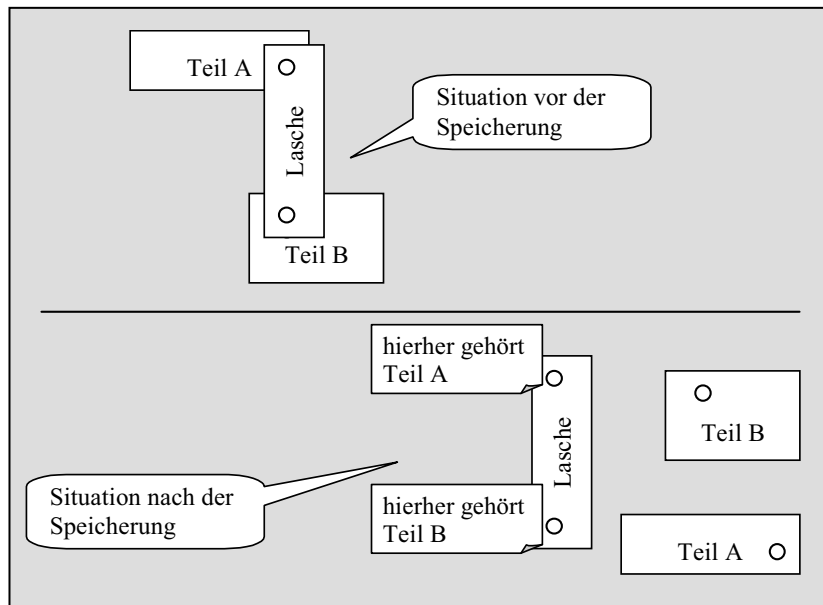 Teil A
Situation vor der
Speicherung
Lasche
Teil B
hierher gehört
Teil A
Lasche
Teil B
Situation nach der
Speicherung
hierher gehört
Teil B
Teil A